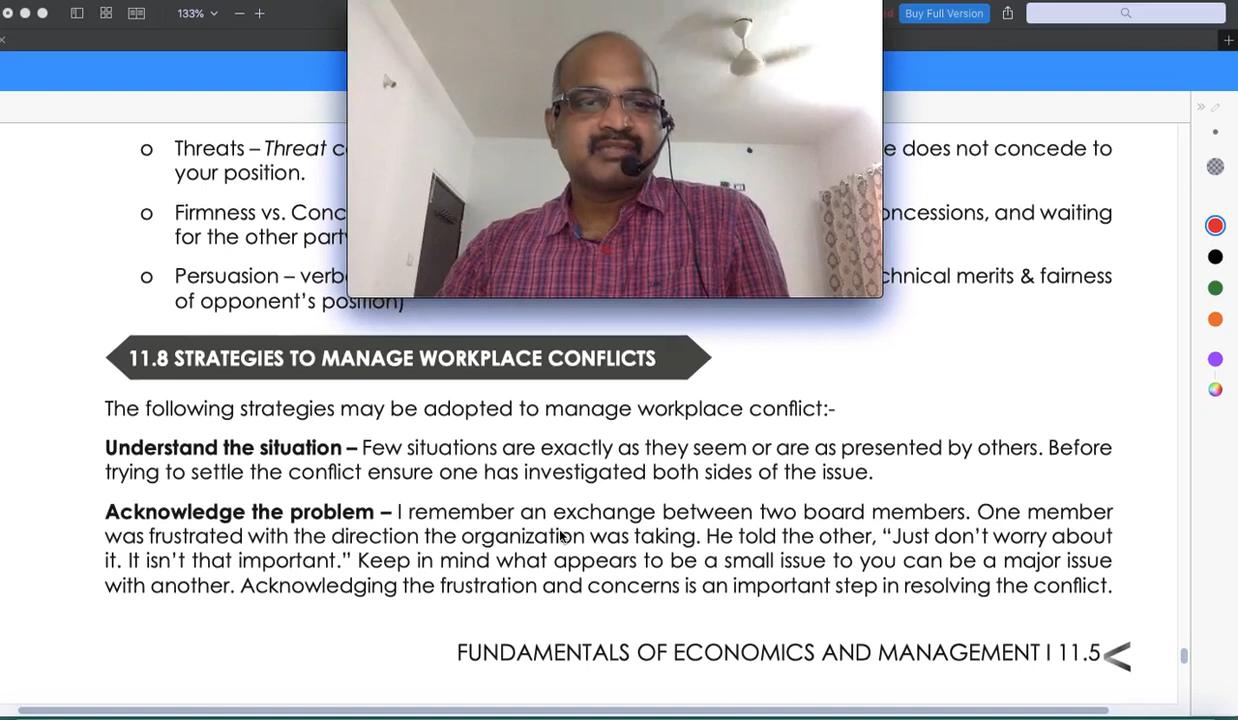 133%
Buy Full Version
o Threats – Threat e does not concede to
your position.
o Firmness vs. Conc oncessions, and waiting
for the other party
o Persuasion – verb chnical merits & fairness
of opponent's position)
11.8 STRATEGIES TO MANAGE WORKPLACE CONFLICTS
The following strategies may be adopted to manage workplace conflict:-
Understand the situation – Few situations are exactly as they seem or are as presented by others. Before
trying to settle the conflict ensure one has investigated both sides of the issue.
Acknowledge the problem – I remember an exchange between two board members. One member
was frustrated with the direction the organization was taking. He told the other, “Just don't worry about
it. It isn't that important.” Keep in mind what appears to be a small issue to you can be a major issue
with another. Acknowledging the frustration and concerns is an important step in resolving the conflict.
FUNDAMENTALS OF ECONOMICS AND MANAGEMENT I 11.5